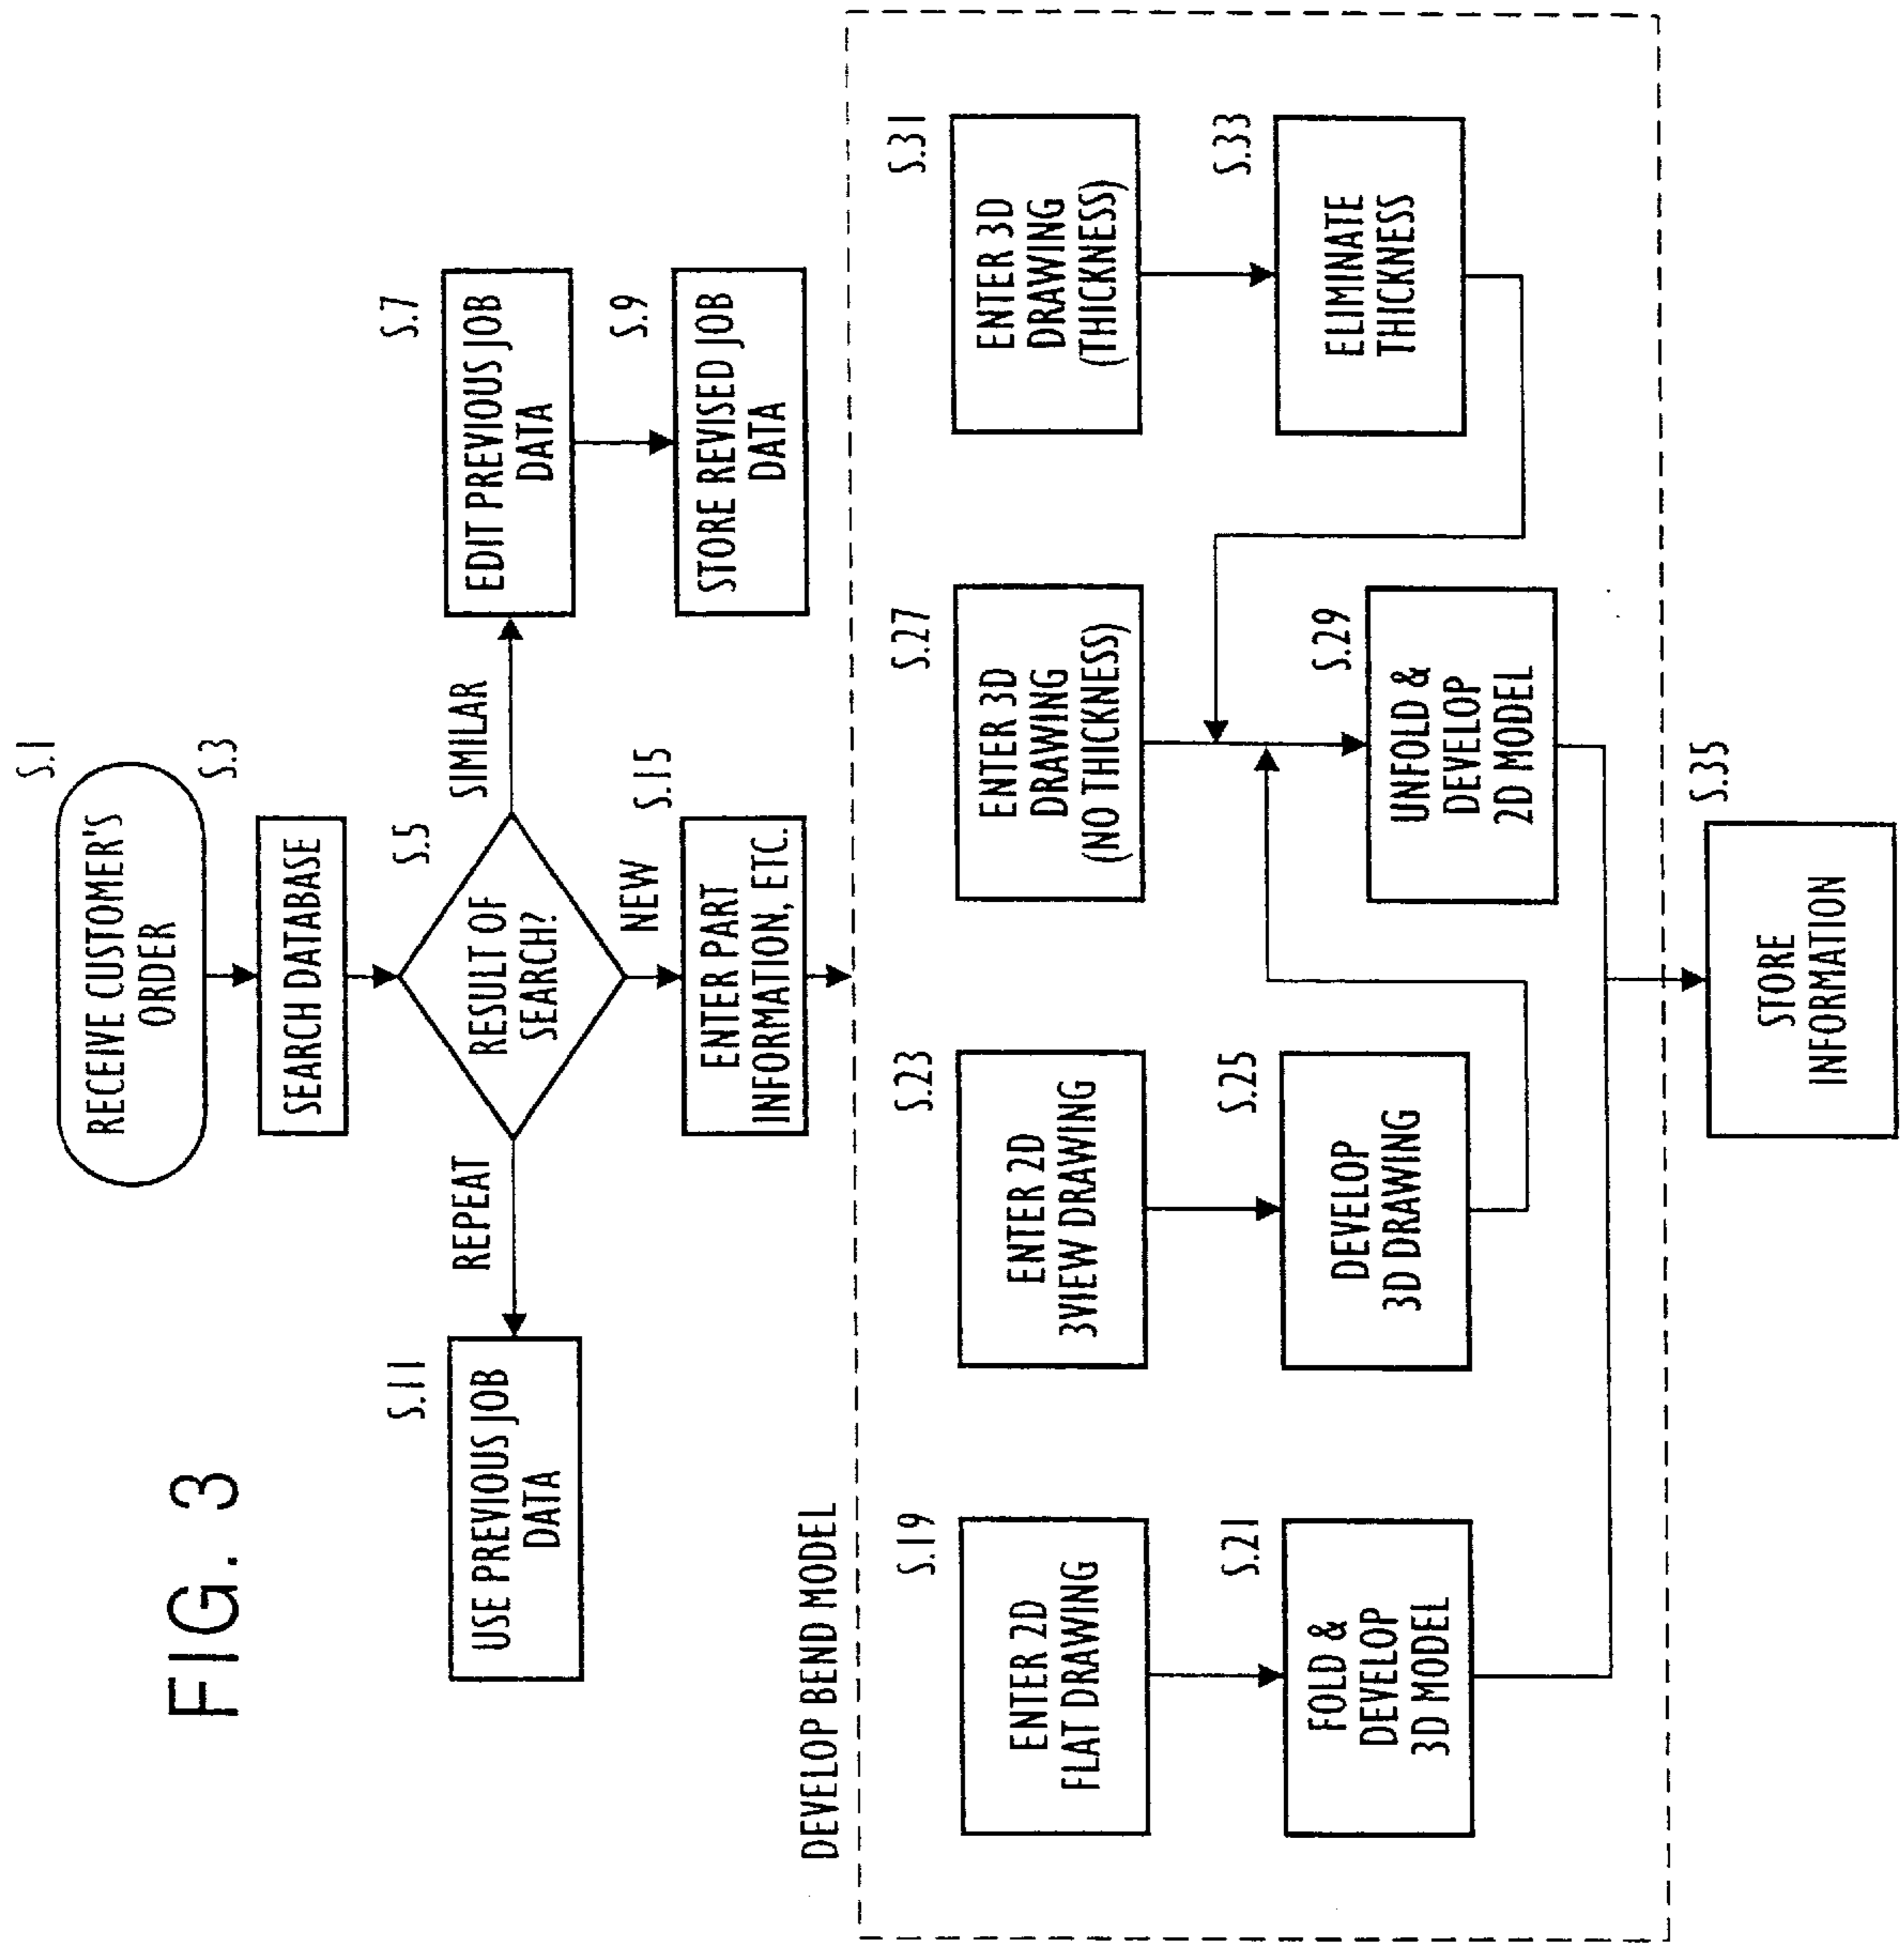 FIG. 3
S.1
RECEIVE CUSTOMER'S
ORDER
S.3
SEARCH DATABASE
S.5
RESULT OF
SEARCH?
REPEAT
SIMILAR
NEW
S.11
USE PREVIOUS JOB
DATA
S.7
EDIT PREVIOUS JOB
DATA
S.9
STORE REVISED JOB
DATA
S.15
ENTER PART
INFORMATION, ETC.
DEVELOP BEND MODEL
S.19
ENTER 2D
FLAT DRAWING
S.21
FOLD &
DEVELOP
3D MODEL
S.23
ENTER 2D
3VIEW DRAWING
S.25
DEVELOP
3D DRAWING
S.27
ENTER 3D
DRAWING
(NO THICKNESS)
S.29
UNFOLD &
DEVELOP
2D MODEL
S.31
ENTER 3D
DRAWING
(THICKNESS)
S.33
ELIMINATE
THICKNESS
S.35
STORE
INFORMATION